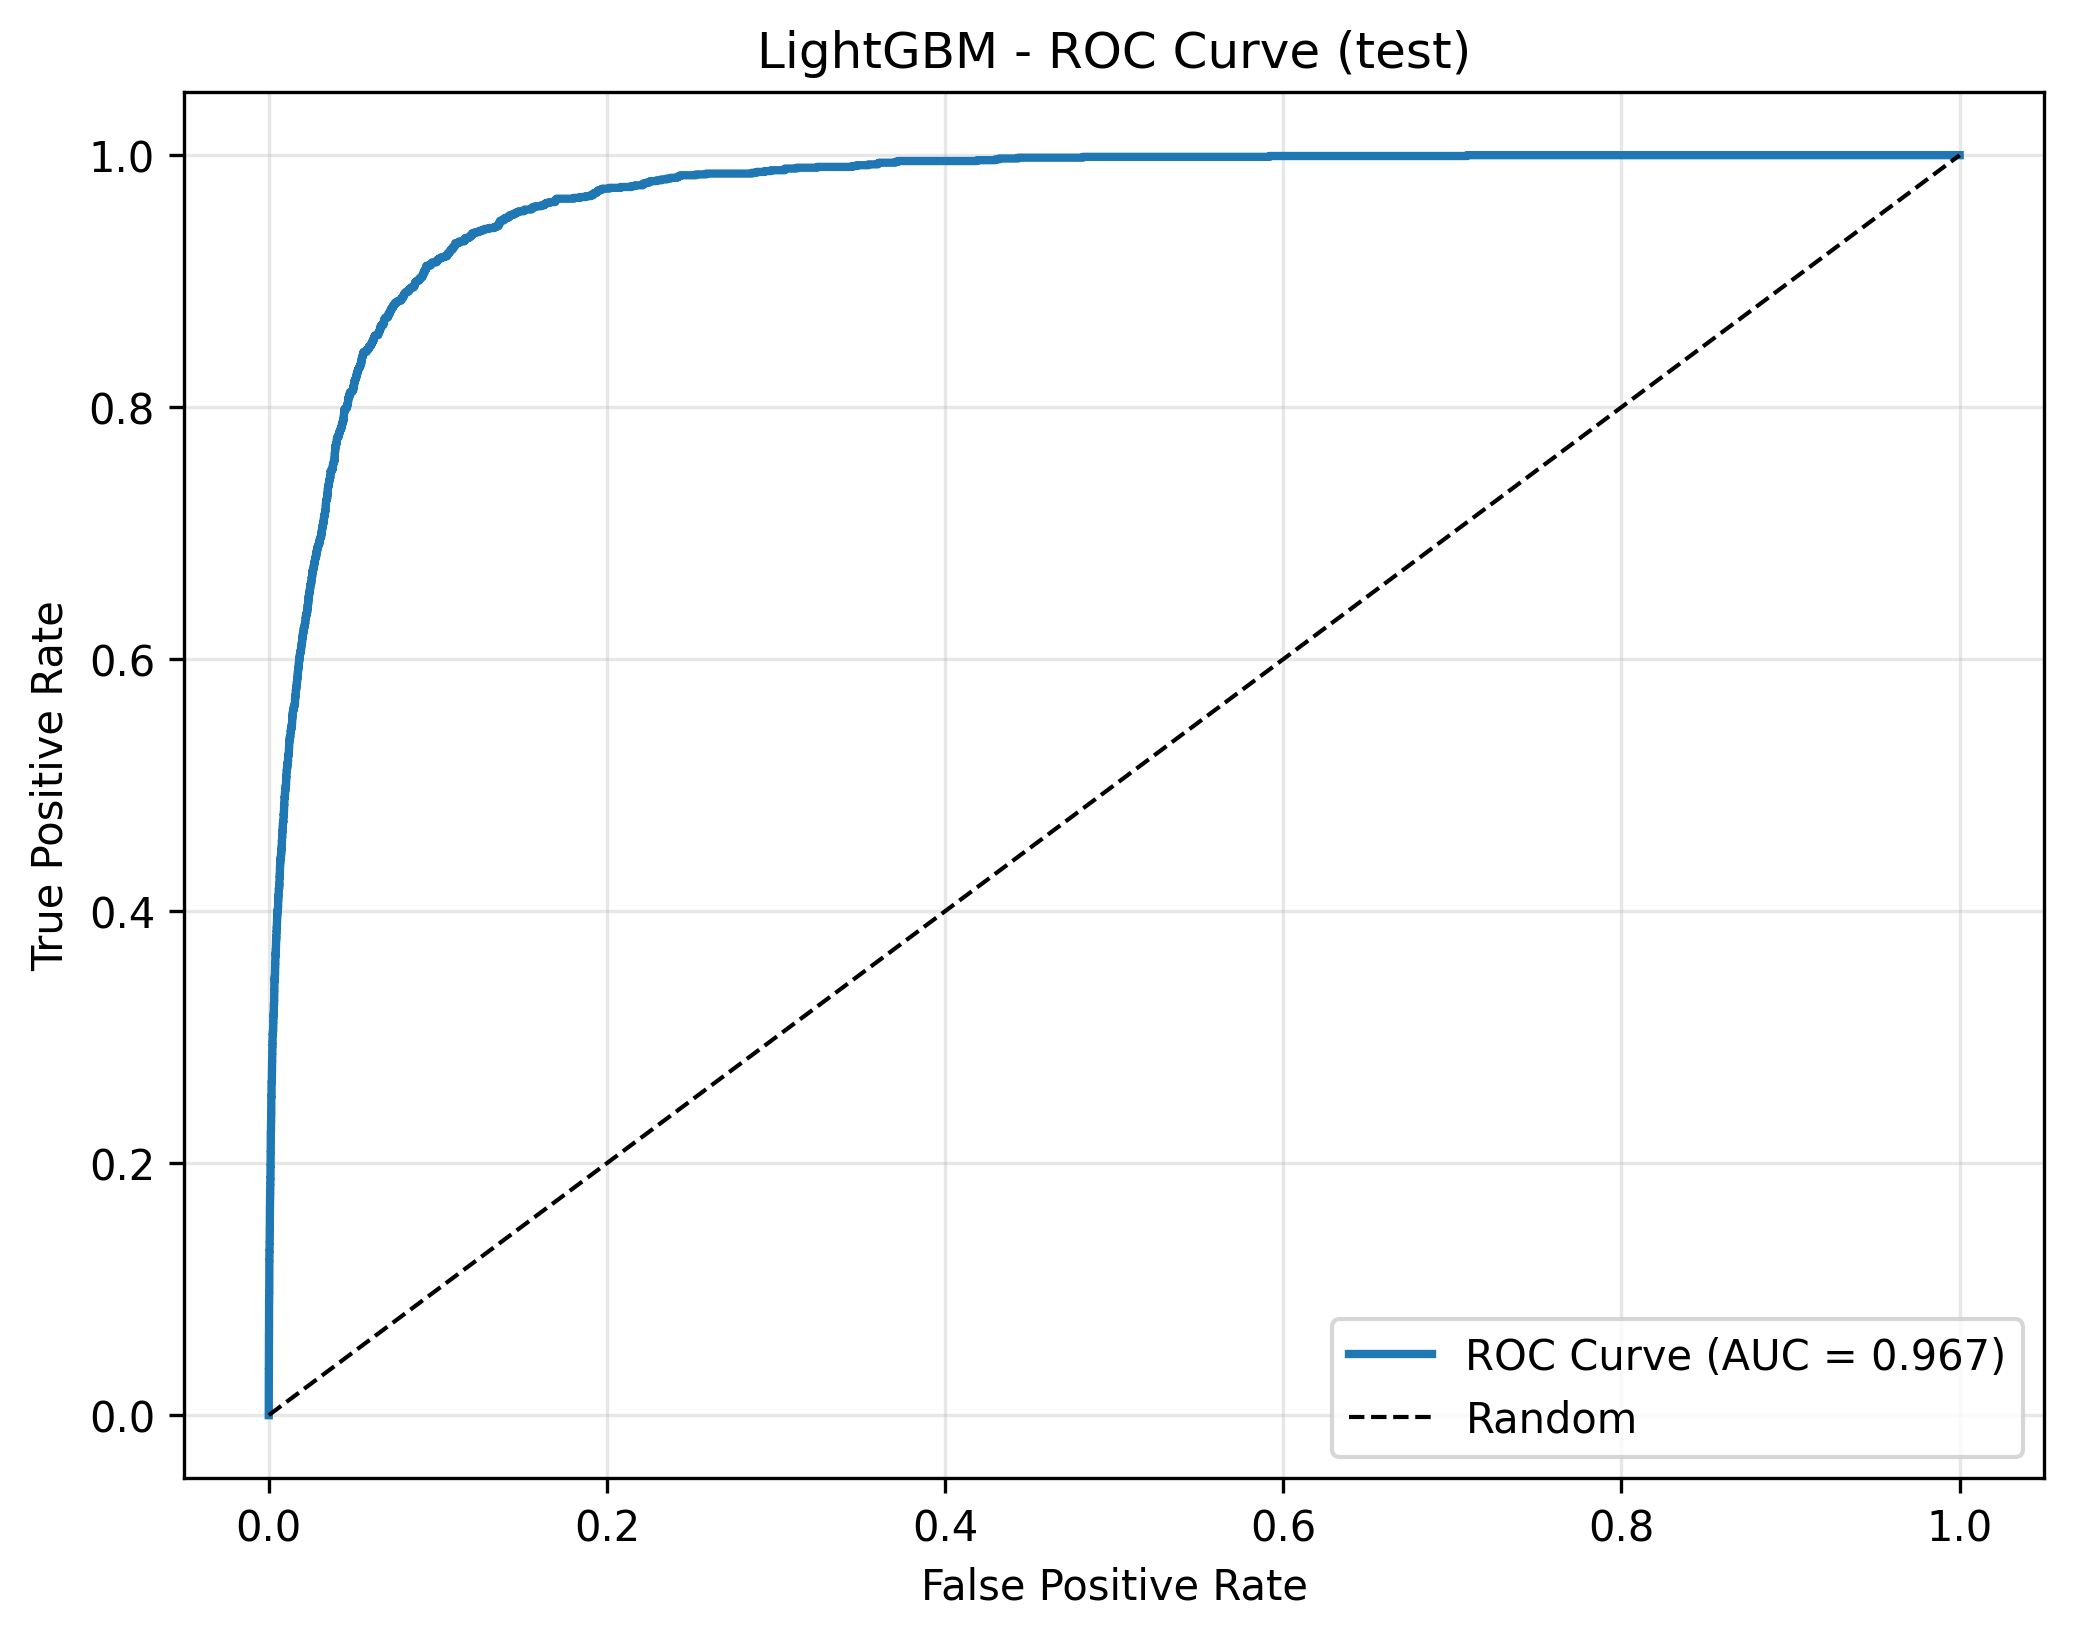 LightGBM - ROC Curve (test)
1.0
0.8
0.6
0.4
0.2
0.0
True Positive Rate
0.0 0.2 0.4 0.6 0.8 1.0
False Positive Rate
ROC Curve (AUC = 0.967)
Random